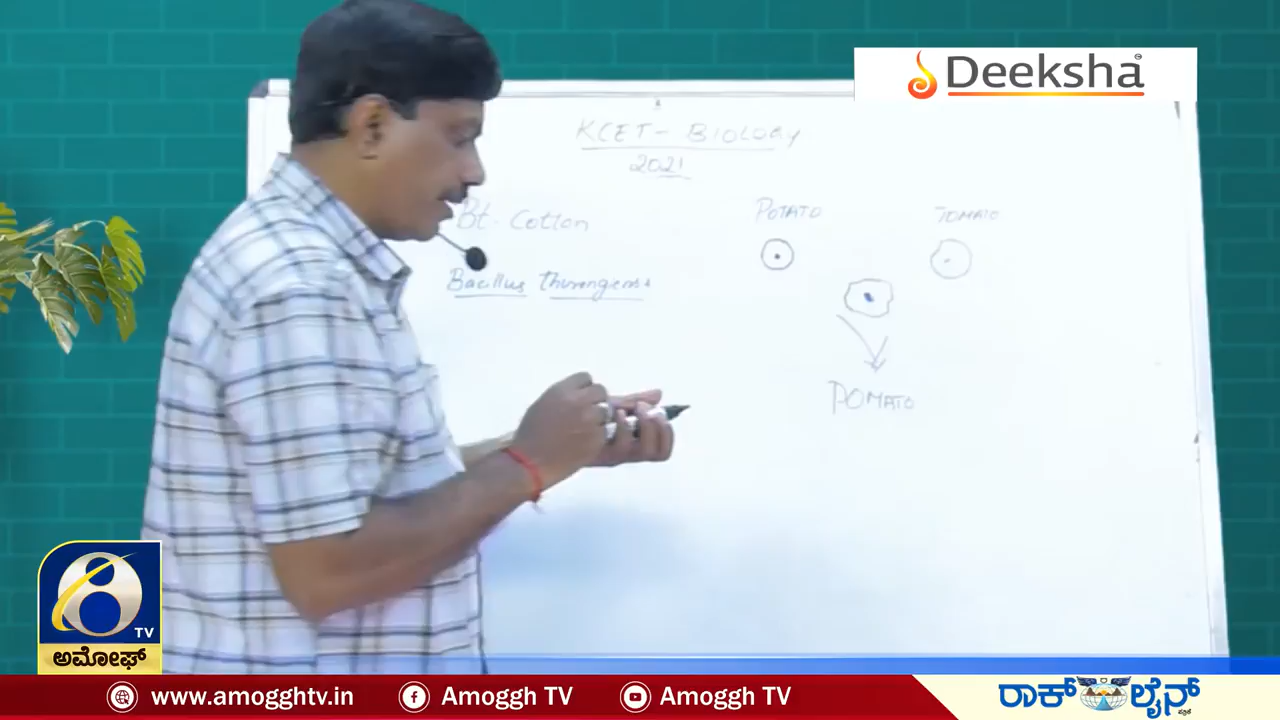 Deeksha
KCET - BIOLOGY
2021
Bt. Cotton
POTATO
TOMATO
Bacillus Thurengiensis
POMATO
TV
ಅಮೋಘ್
www.amogghtv.in
Amoggh TV
Amoggh TV
ರಾಕ್ ಲೈನ್ಸ್